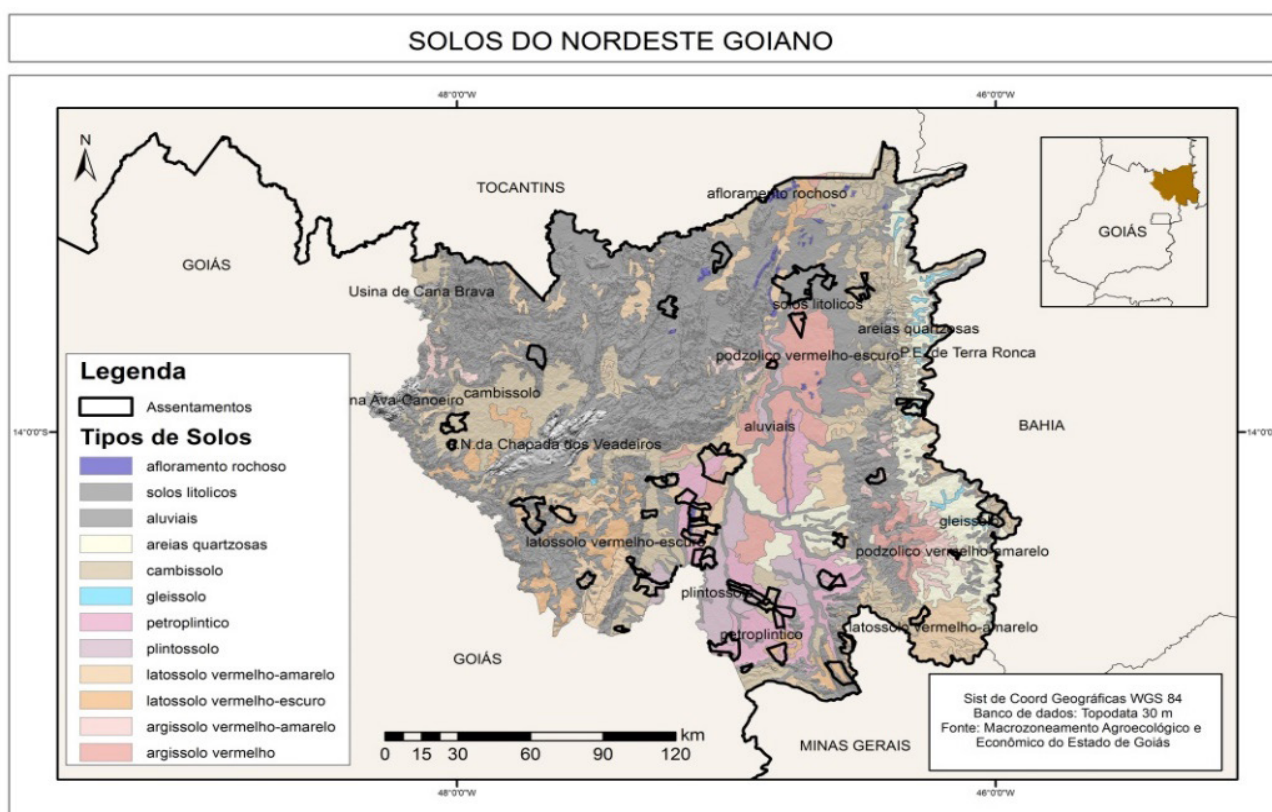 SOLOS DO NORDESTE GOIANO
48°0'0"W
46°0'0"W
N
TOCANTINS
afloramento rochoso
GOIÁS
GOIÁS
Usina de Cana Brava
solos litolicos
areias quartzosas
podzolico vermelho-escuro
P.E. de Terra Ronca
Legenda
Assentamentos
Tipos de Solos
afloramento rochoso
solos litolicos
aluviais
areias quartzosas
cambissolo
gleissolo
petroplintico
plintossolo
latossolo vermelho-amarelo
latossolo vermelho-escuro
argissolo vermelho-amarelo
argissolo vermelho
cambissolo
na Ava-Canoeiro
14°0'0"S
aluviais
BAHIA
14°0'0"S
.N.da Chapada dos Veadeiros
gleissolo
latossolo vermelho-escuro
podzolico vermelho-amarelo
plintossolo
latossolo vermelho-amarelo
petroplintico
GOIÁS
MINAS GERAIS
km
0 15 30 60 90 120
Sist de Coord Geográficas WGS 84
Banco de dados: Topodata 30 m
Fonte: Macrozoneamento Agroecológico e
Econômico do Estado de Goiás
48°0'0"W
46°0'0"W